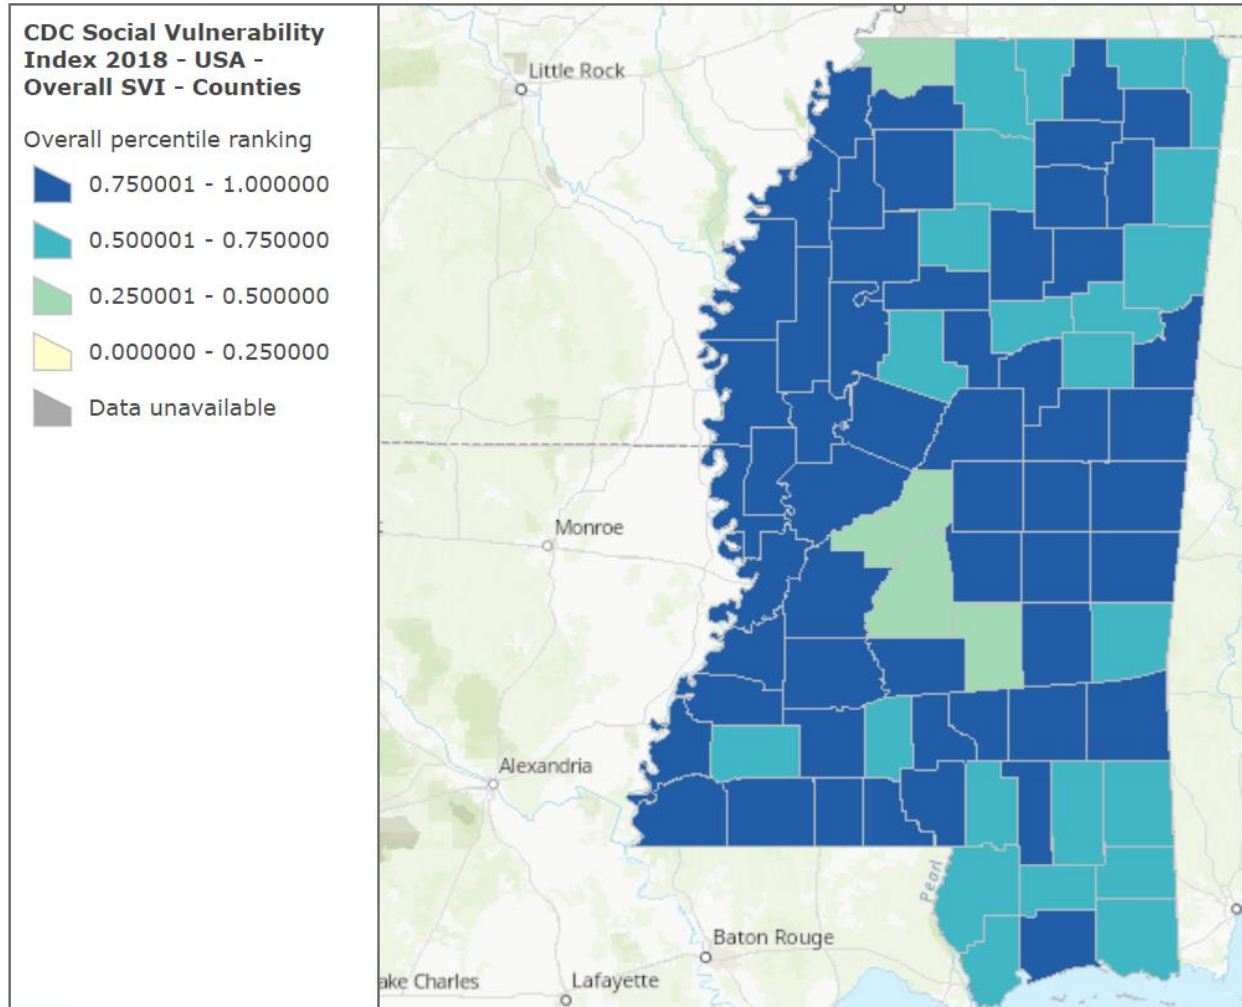 CDC Social Vulnerability
Index 2018 - USA -
Overall SVI - Counties
Overall percentile ranking
0.750001 - 1.000000
0.500001 - 0.750000
0.250001 - 0.500000
0.000000 - 0.250000
Data unavailable
Little Rock
Monroe
Alexandria
Pearl
Baton Rouge
ake Charles
Lafayette